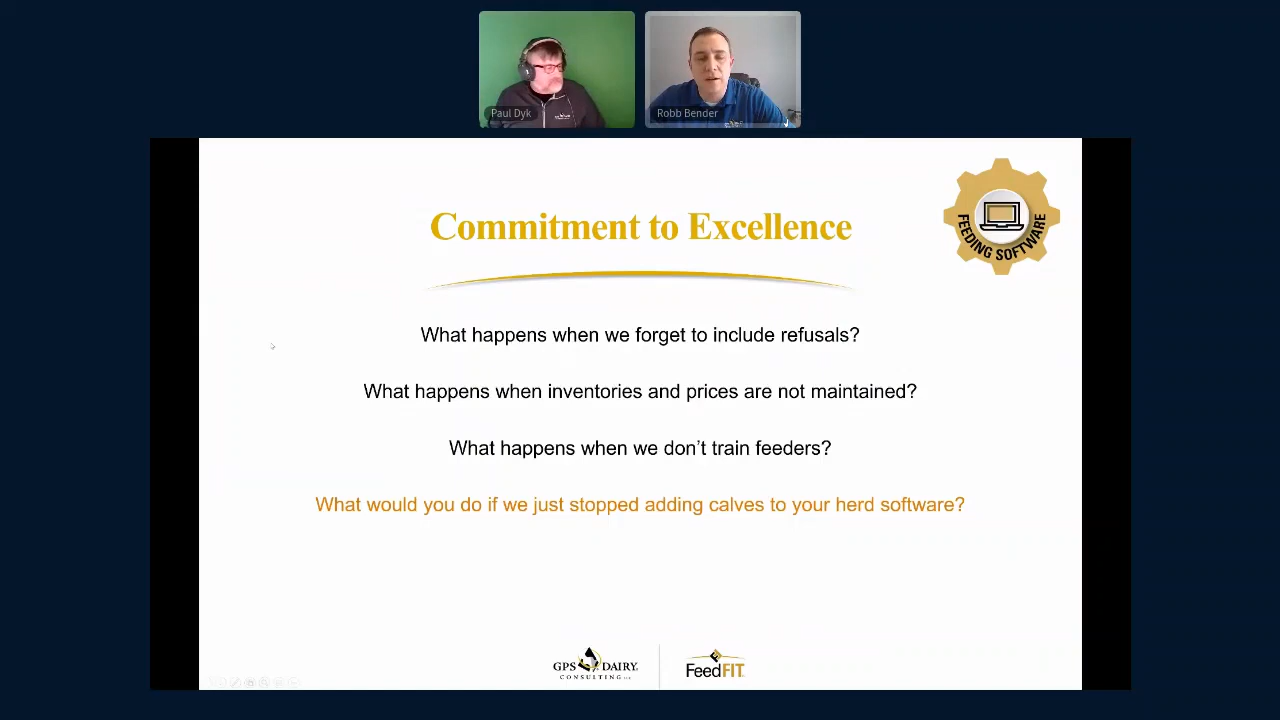 Paul Dyk
Robb Bender
Commitment to Excellence
FEEDING SOFTWARE
What happens when we forget to include refusals?
What happens when inventories and prices are not maintained?
What happens when we don’t train feeders?
What would you do if we just stopped adding calves to your herd software?
GPS DAIRY
CONSULTING
FeedFIT